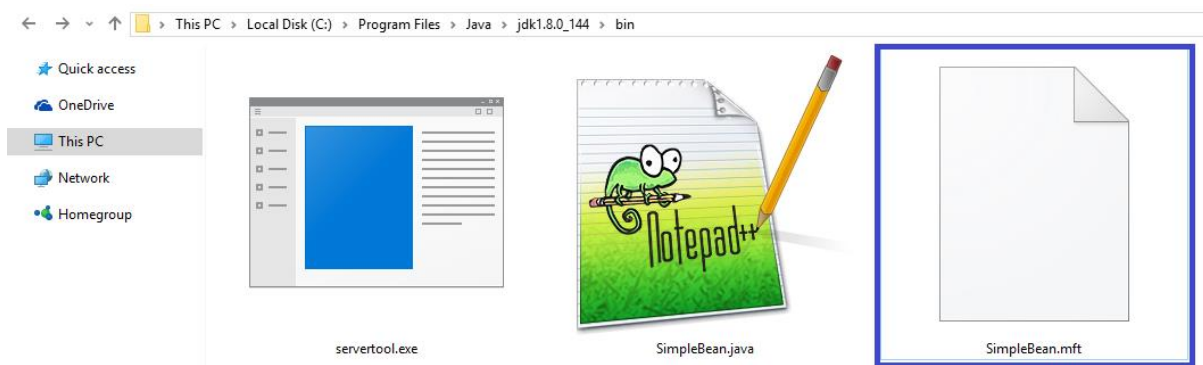 This PC > Local Disk (C:) > Program Files > Java > jdk1.8.0_144 > bin
Quick access
OneDrive
This PC
Network
Homegroup
Notepad++
servertool.exe
SimpleBean.java
SimpleBean.mft